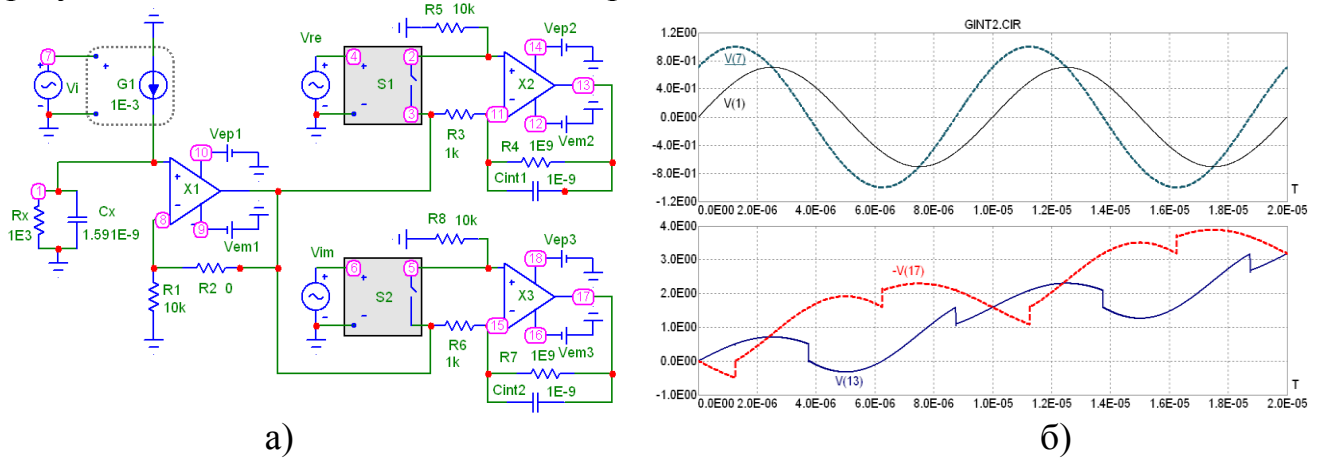 R5 10k
Vep2
Vre
4
2
14
S1
X2
13
3
11
12
R3
1k
Vem2
R4 1E9
Cint1 1E-9
7
Vi
G1
1E-3
Vep1
10
X1
1
8
9
Rx
1E3
Cx
1.591E-9
Vem1
R1
10k
R2 0
R8 10k
Vep3
Vim
6
5
18
S2
X3
17
15
16
R6
1k
Vem3
R7 1E9
Cint2 1E-9
а)
GINT2.CIR
1.2E00
8.0E-01
4.0E-01
0.0E00
-4.0E-01
-8.0E-01
-1.2E00
V(7)
V(1)
T
0.0E00 2.0E-06 4.0E-06 6.0E-06 8.0E-06 1.0E-05 1.2E-05 1.4E-05 1.6E-05 1.8E-05 2.0E-05
4.0E00
3.0E00
2.0E00
1.0E00
0.0E00
-1.0E00
-V(17)
V(13)
T
0.0E00 2.0E-06 4.0E-06 6.0E-06 8.0E-06 1.0E-05 1.2E-05 1.4E-05 1.6E-05 1.8E-05 2.0E-05
б)